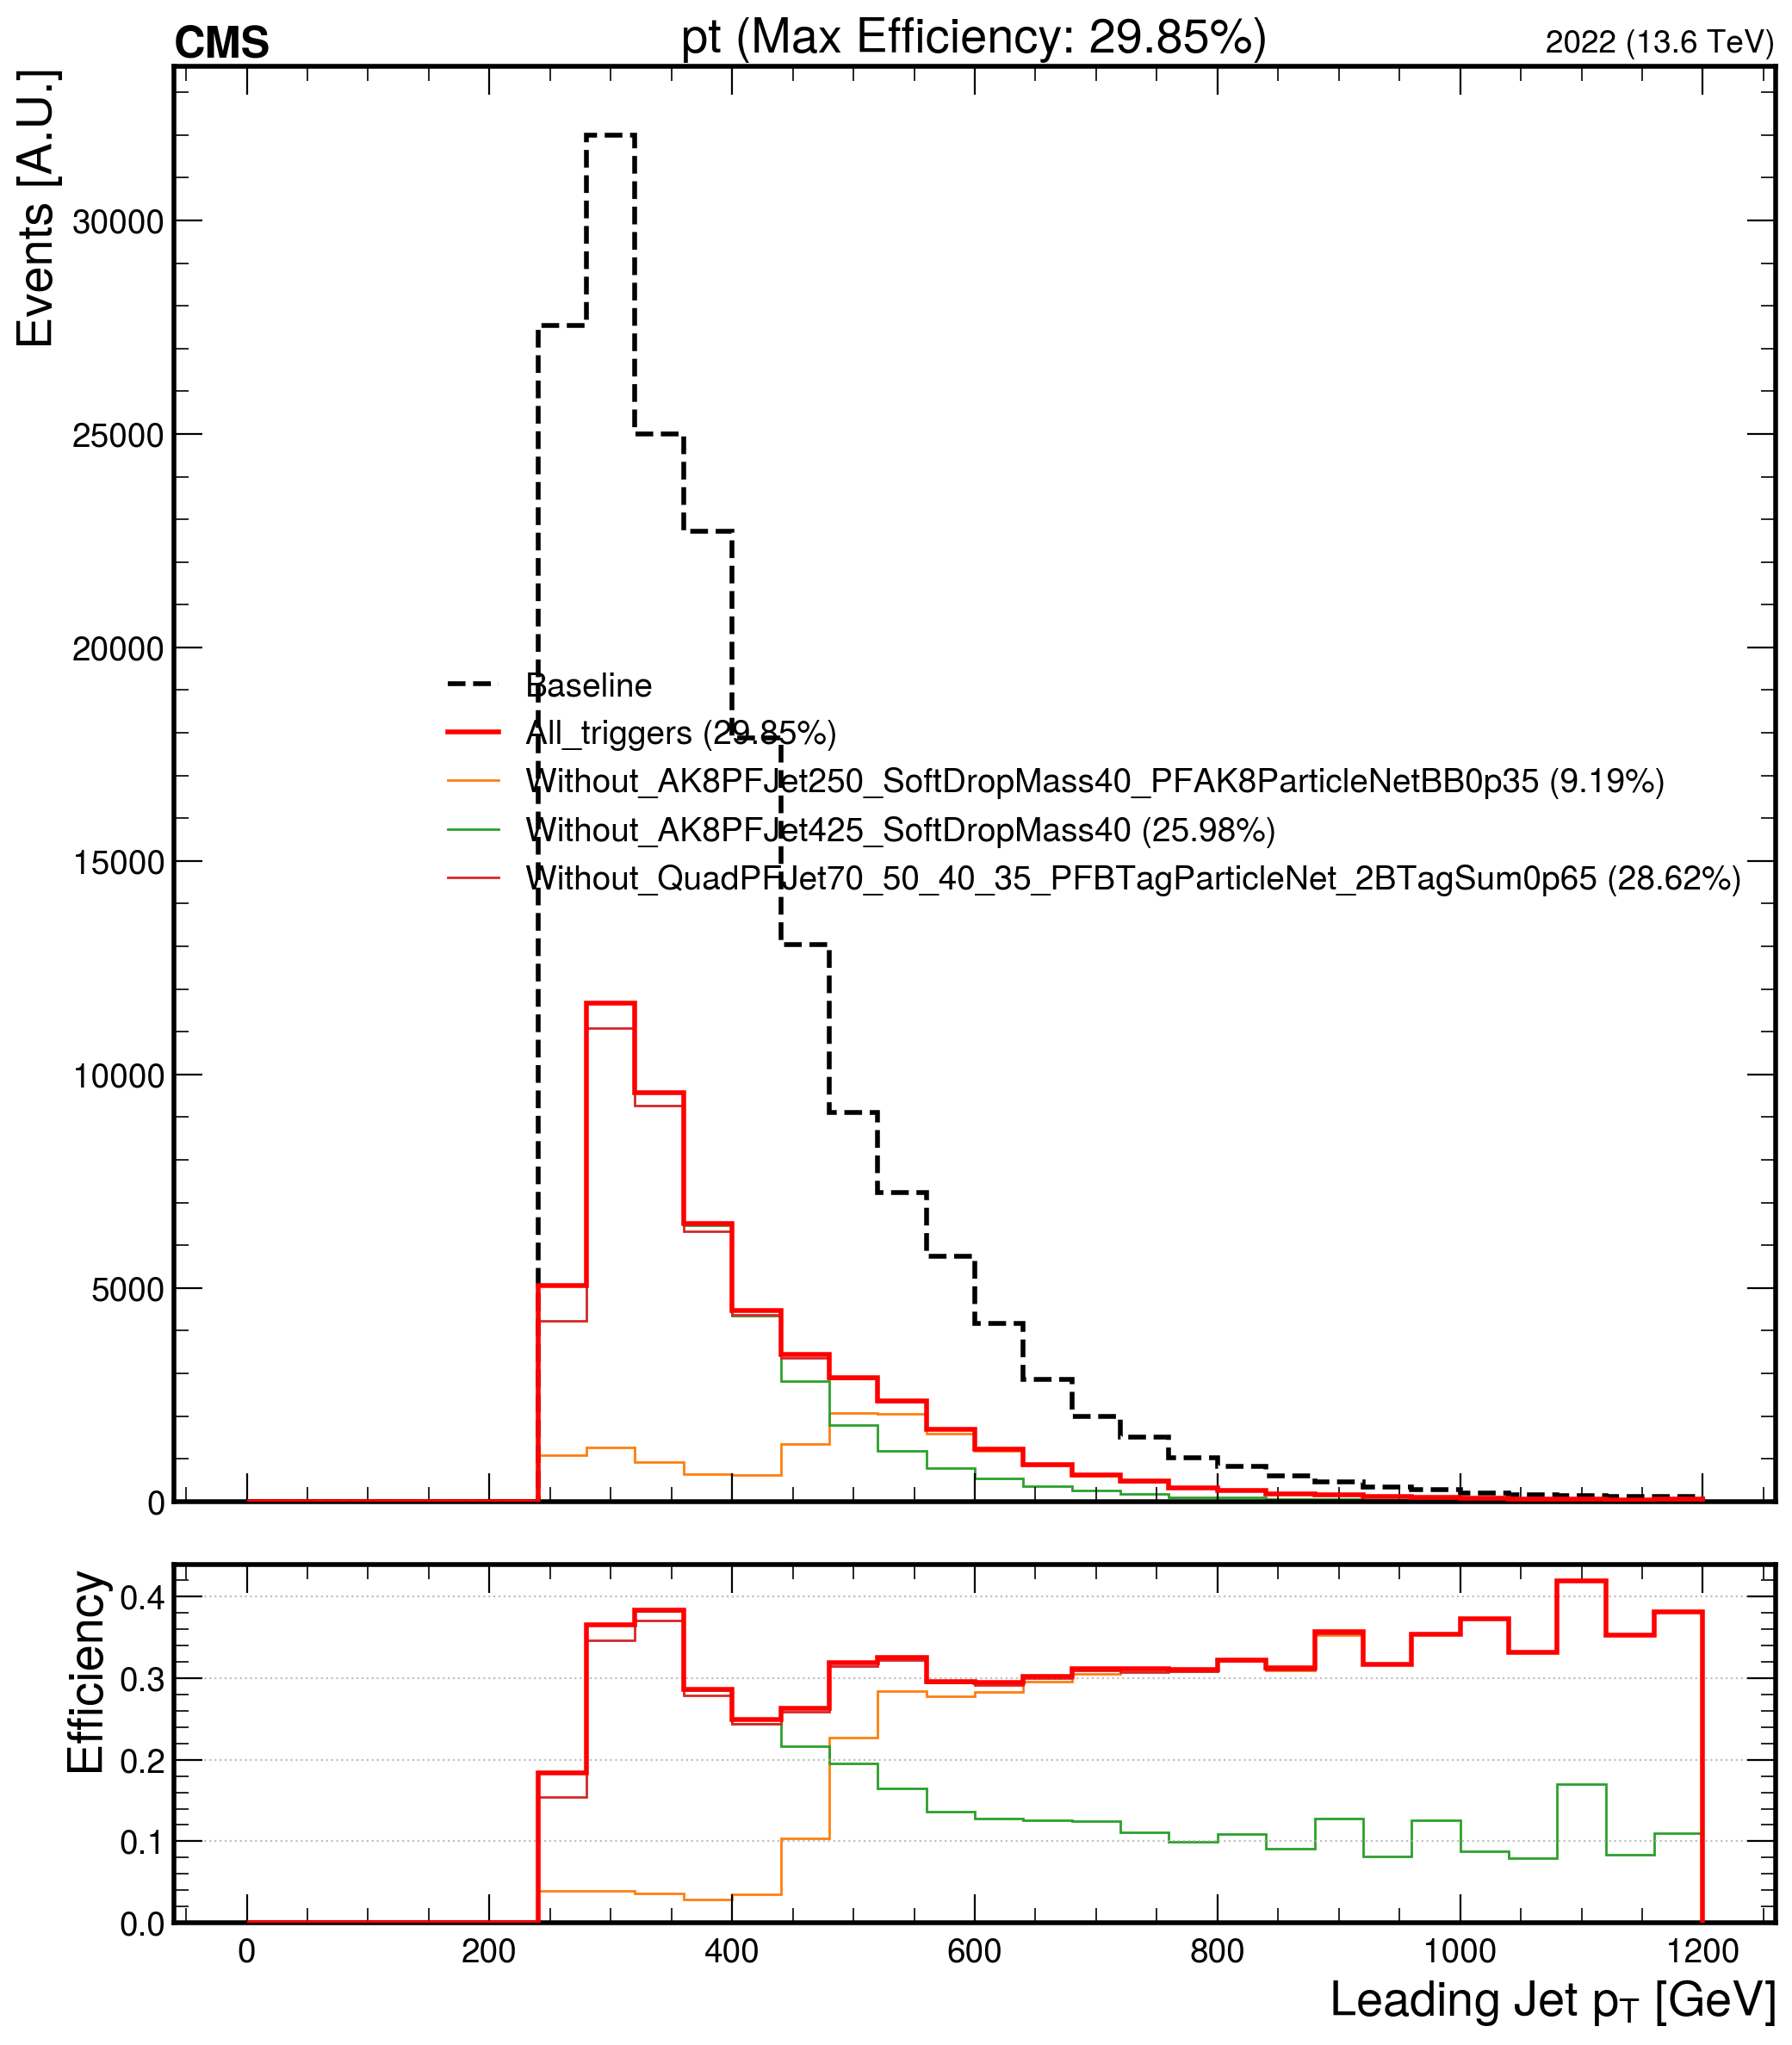 CMS pt (Max Efficiency: 29.85%) 2022 (13.6 TeV)
Events [A.U.]
30000
25000
20000
15000
10000
5000
0
Baseline
All_triggers (29.85%)
Without_AK8PFJet250_SoftDropMass40_PFAK8ParticleNetBB0p35 (9.19%)
Without_AK8PFJet425_SoftDropMass40 (25.98%)
Without_QuadPFJet70_50_40_35_PFBTagParticleNet_2BTagSum0p65 (28.62%)
Efficiency
0.4
0.3
0.2
0.1
0.0
0 200 400 600 800 1000 1200
Leading Jet pT [GeV]